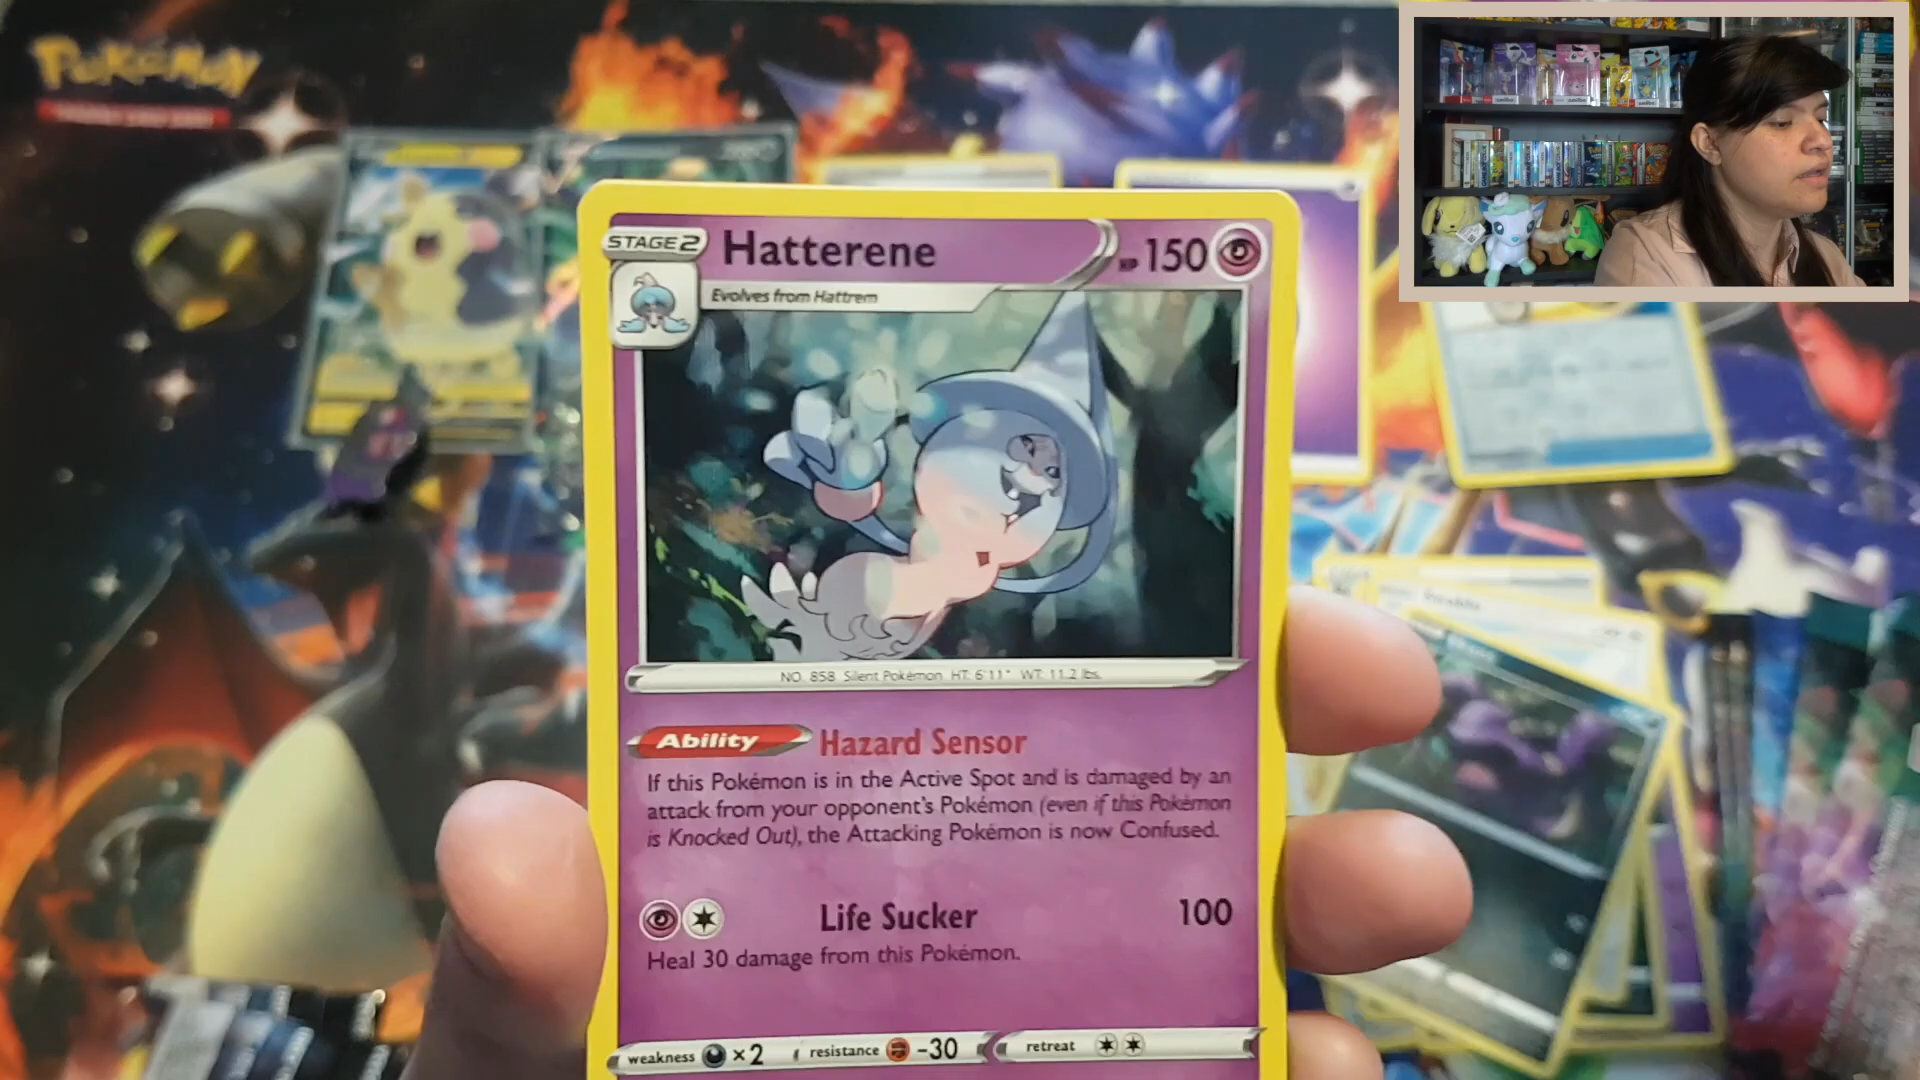 Pokémon
STAGE 2
Hatterene
HP 150
Evolves from Hattrem
NO. 858 Silent Pokémon HT: 6'11" WT: 11.2 lbs.
Ability
Hazard Sensor
If this Pokémon is in the Active Spot and is damaged by an
attack from your opponent's Pokémon (even if this Pokémon
is Knocked Out), the Attacking Pokémon is now Confused.
Life Sucker
100
Heal 30 damage from this Pokémon.
weakness ×2
resistance -30
retreat